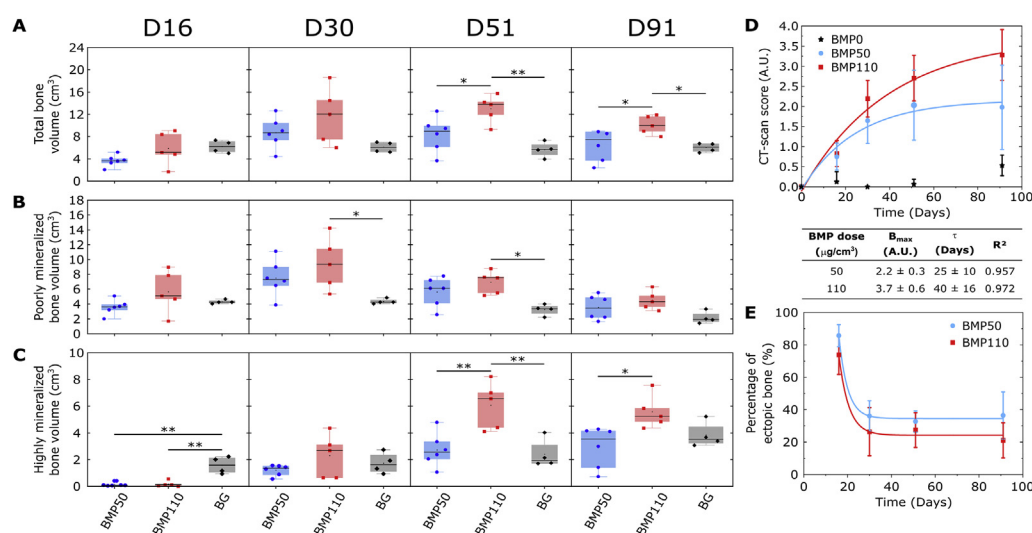 A
D16
D30
D51
D91
Total bone
volume (cm³)
24
20
16
12
8
4
0
*
**
*
*
B
Poorly mineralized
bone volume (cm³)
18
16
14
12
10
8
6
4
2
0
*
*
C
Highly mineralized
bone volume (cm³)
10
8
6
4
2
0
**
**
**
**
*
BMP50
BMP110
BG
BMP50
BMP110
BG
BMP50
BMP110
BG
BMP50
BMP110
BG
D
CT-scan score (A.U.)
4.0
3.5
3.0
2.5
2.0
1.5
1.0
0.5
0.0
BMP0
BMP50
BMP110
0 20 40 60 80 100
Time (Days)
BMP dose (μg/cm³) Bmax (A.U.) τ (Days) R²
50 2.2 ± 0.3 25 ± 10 0.957
110 3.7 ± 0.6 40 ± 16 0.972
E
Percentage of
ectopic bone (%)
100
80
60
40
20
0
BMP50
BMP110
0 20 40 60 80 100
Time (Days)